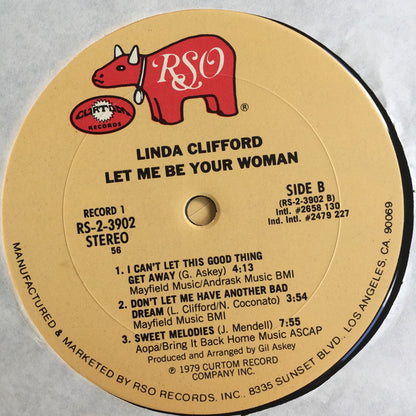 RSO
®
CURTOM
RECORDS
LINDA CLIFFORD
LET ME BE YOUR WOMAN
RECORD 1
RS-2-3902
STEREO
56
SIDE B
(RS-2-3902 B)
Intl. #2658 130
Ind. Intl. #2479 227
1. I CAN'T LET THIS GOOD THING
GET AWAY (G. Askey) 4:13
Mayfield Music/Andrask Music BMI
2. DON'T LET ME HAVE ANOTHER BAD
DREAM (L. Clifford/N. Coconato) 3:54
Mayfield Music BMI
3. SWEET MELODIES (J. Mendell) 7:55
Aopa/Bring It Back Home Music ASCAP
Produced and Arranged by Gil Askey
℗ 1979 CURTOM RECORD
COMPANY INC.
MANUFACTURED & MARKETED BY RSO RECORDS, INC., 8335 SUNSET BLVD., LOS ANGELES, CA. 90069